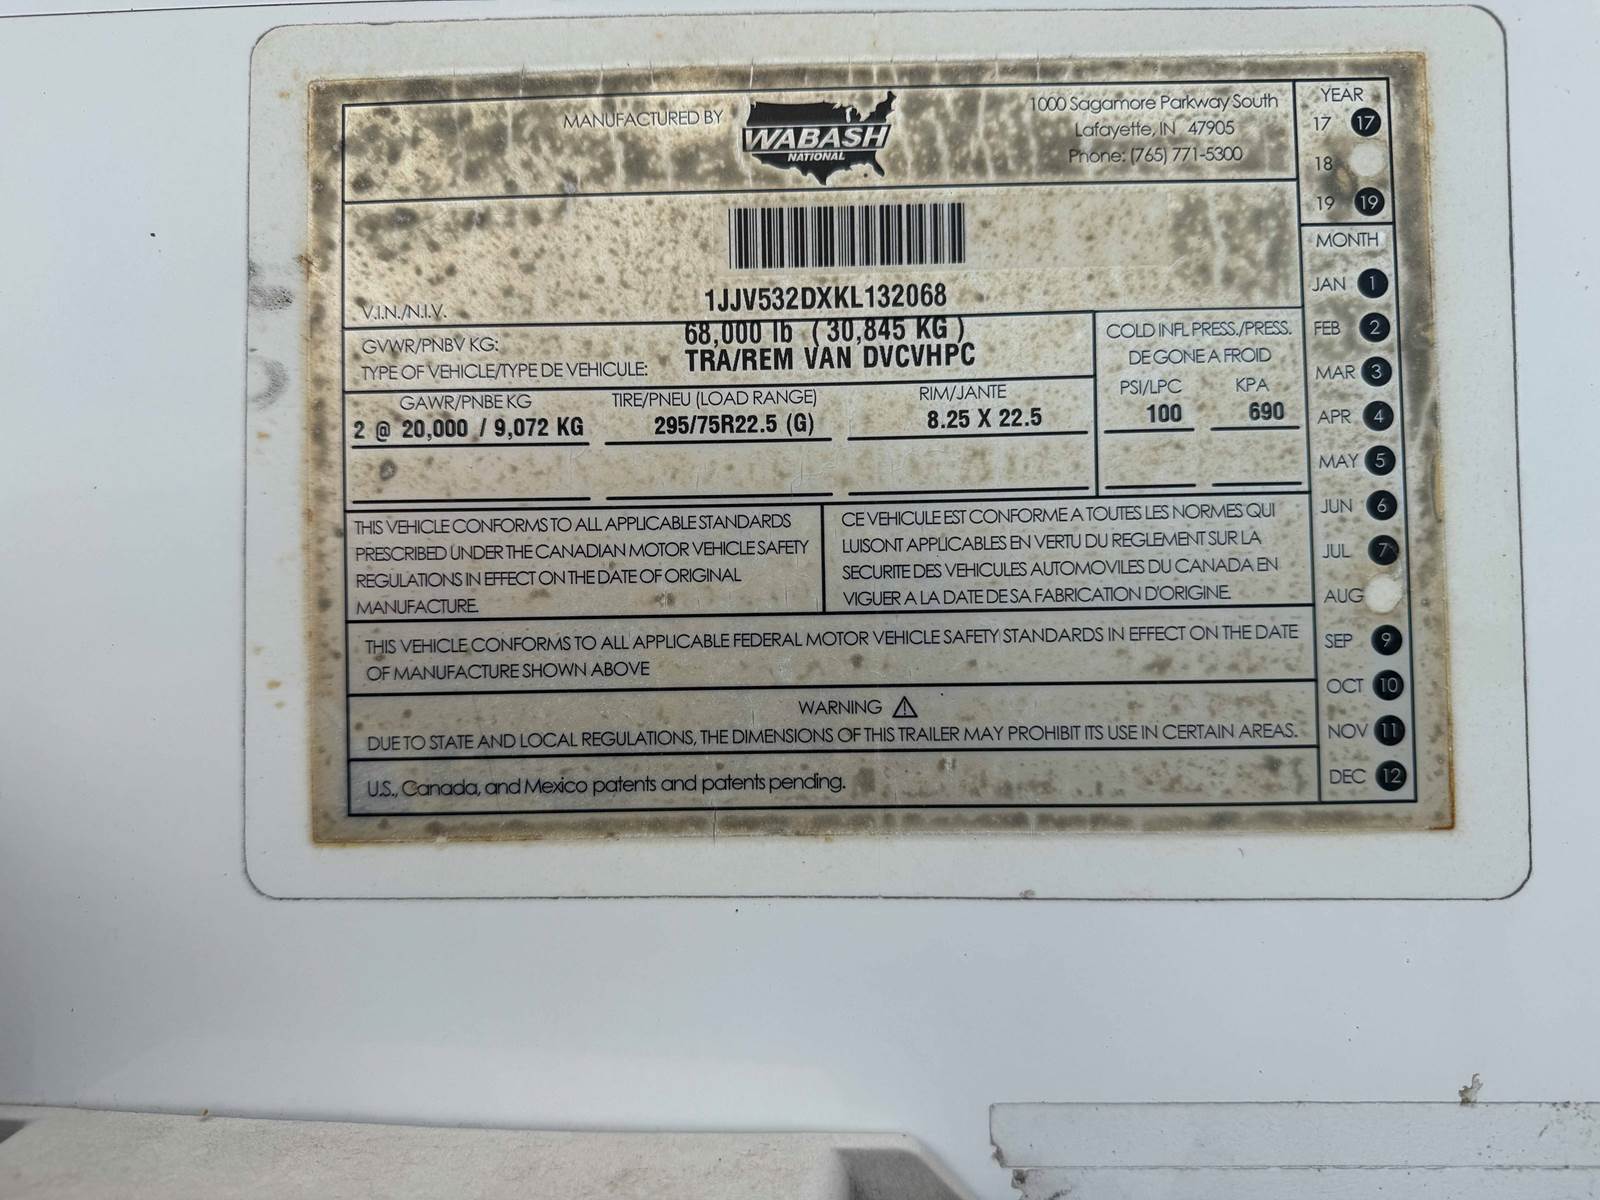 MANUFACTURED BY
WABASH
NATIONAL
1000 Sagamore Parkway South
Lafayette, IN 47905
Phone: (765) 771-5300
YEAR
17 17
18
19 19
V.I.N./N.I.V.
1JJV532DXKL132068
GVWR/PNBV KG: 68,000 lb ( 30,845 KG )
TYPE OF VEHICLE/TYPE DE VEHICULE: TRA/REM VAN DVCVHPC
COLD INFL PRESS./PRESS.
DE GONE A FROID
PSI/LPC KPA
100 690
GAWR/PNBE KG TIRE/PNEU (LOAD RANGE) RIM/JANTE
2 @ 20,000 / 9,072 KG 295/75R22.5 (G) 8.25 X 22.5
THIS VEHICLE CONFORMS TO ALL APPLICABLE STANDARDS
PRESCRIBED UNDER THE CANADIAN MOTOR VEHICLE SAFETY
REGULATIONS IN EFFECT ON THE DATE OF ORIGINAL
MANUFACTURE.
CE VEHICULE EST CONFORME A TOUTES LES NORMES QUI
LUISONT APPLICABLES EN VERTU DU REGLEMENT SUR LA
SECURITE DES VEHICULES AUTOMOVILES DU CANADA EN
VIGUER A LA DATE DE SA FABRICATION D'ORIGINE.
THIS VEHICLE CONFORMS TO ALL APPLICABLE FEDERAL MOTOR VEHICLE SAFETY STANDARDS IN EFFECT ON THE DATE
OF MANUFACTURE SHOWN ABOVE
WARNING
DUE TO STATE AND LOCAL REGULATIONS, THE DIMENSIONS OF THIS TRAILER MAY PROHIBIT ITS USE IN CERTAIN AREAS.
U.S., Canada, and Mexico patents and patents pending.
MONTH
JAN 1
FEB 2
MAR 3
APR 4
MAY 5
JUN 6
JUL 7
AUG
SEP 9
OCT 10
NOV 11
DEC 12